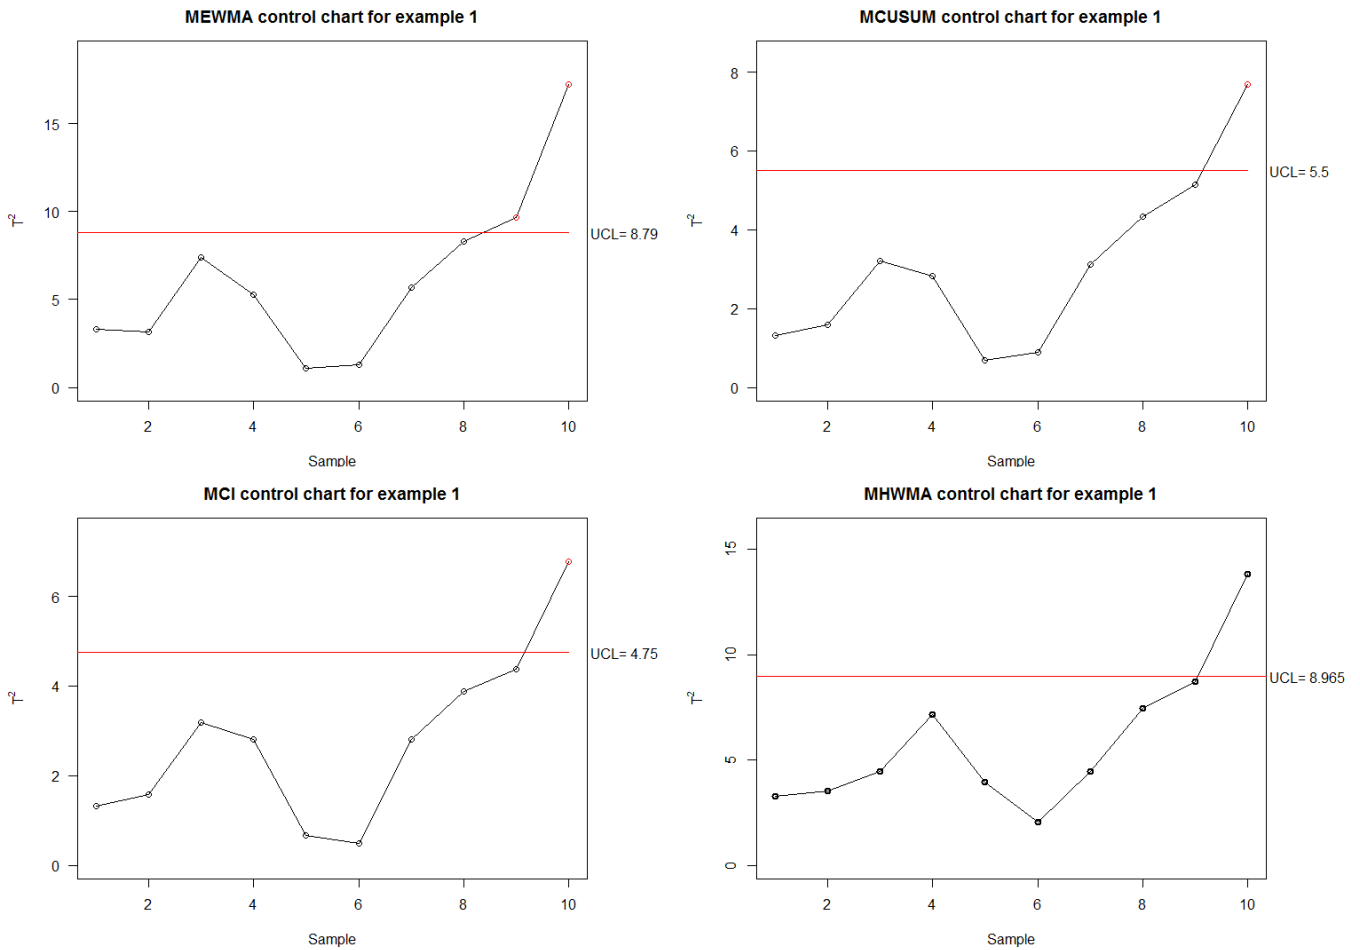 MEWMA control chart for example 1
T^2
15
10
5
0
UCL= 8.79
2 4 6 8 10
Sample
MCUSUM control chart for example 1
T^2
8
6
4
2
0
UCL= 5.5
2 4 6 8 10
Sample
MCI control chart for example 1
T^2
6
4
2
0
UCL= 4.75
2 4 6 8 10
Sample
MHWMA control chart for example 1
T^2
15
10
5
0
UCL= 8.965
2 4 6 8 10
Sample